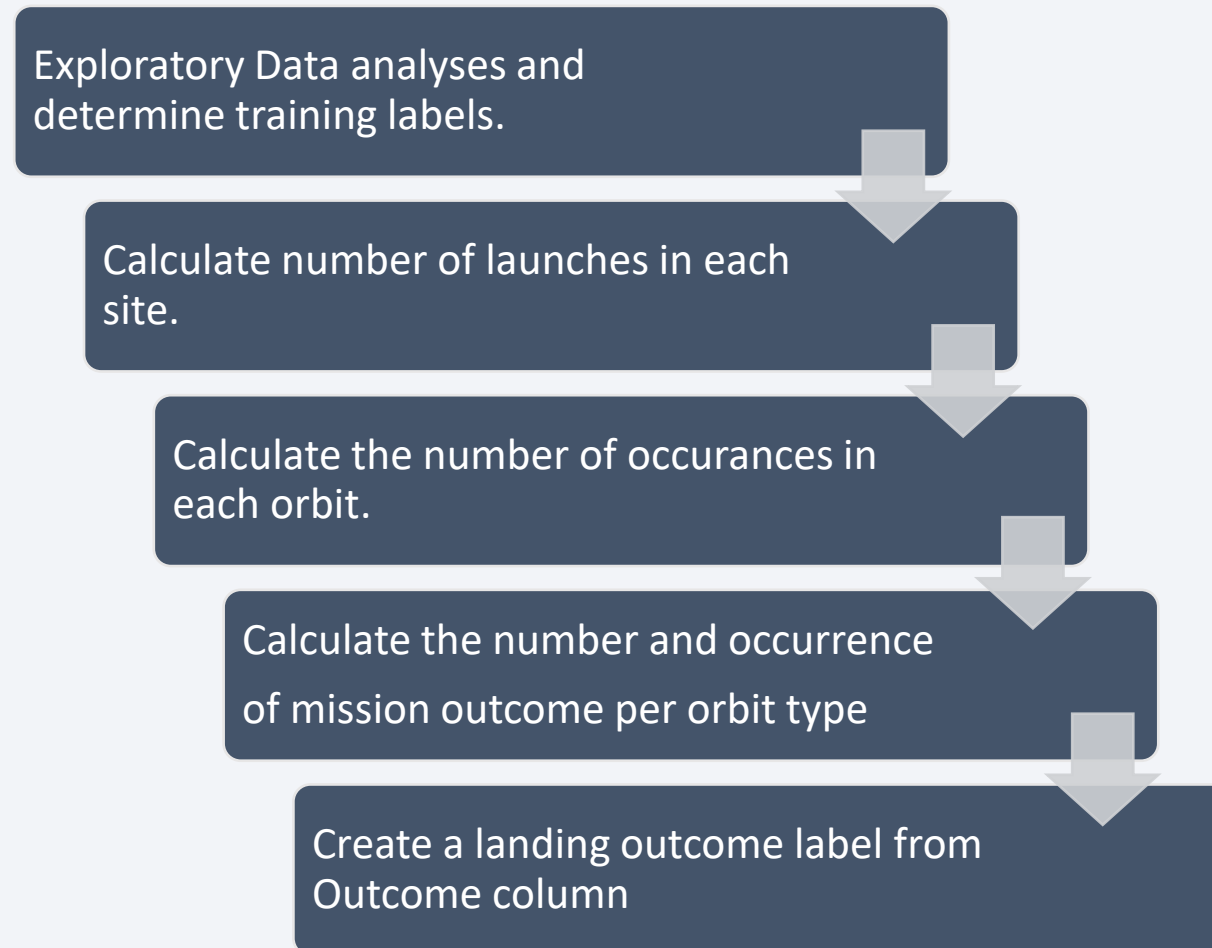 Exploratory Data analyses and
determine training labels.
Calculate number of launches in each
site.
Calculate the number of occurances in
each orbit.
Calculate the number and occurrence
of mission outcome per orbit type
Create a landing outcome label from
Outcome column